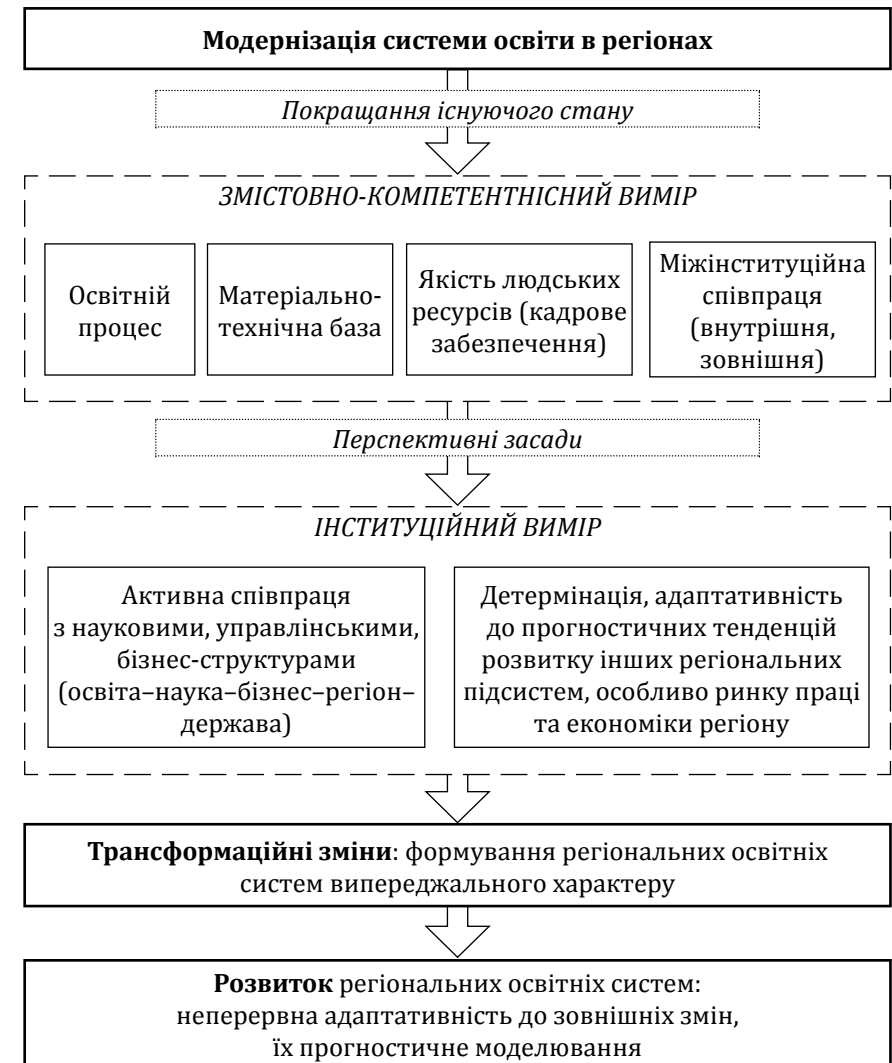 Модернізація системи освіти в регіонах
Покращання існуючого стану
ЗМІСТОВНО-КОМПЕТЕНТНІСНИЙ ВИМІР
Освітній
процес
Матеріально-
технічна база
Якість людських
ресурсів (кадрове
забезпечення)
Міжінституційна
співпраця
(внутрішня,
зовнішня)
Перспективні засади
ІНСТИТУЦІЙНИЙ ВИМІР
Активна співпраця
з науковими, управлінськими,
бізнес-структурами
(освіта–наука–бізнес–регіон–
держава)
Детермінація, адаптативність
до прогностичних тенденцій
розвитку інших регіональних
підсистем, особливо ринку праці
та економіки регіону
Трансформаційні зміни: формування регіональних освітніх
систем випереджального характеру
Розвиток регіональних освітніх систем:
неперервна адаптативність до зовнішніх змін,
їх прогностичне моделювання